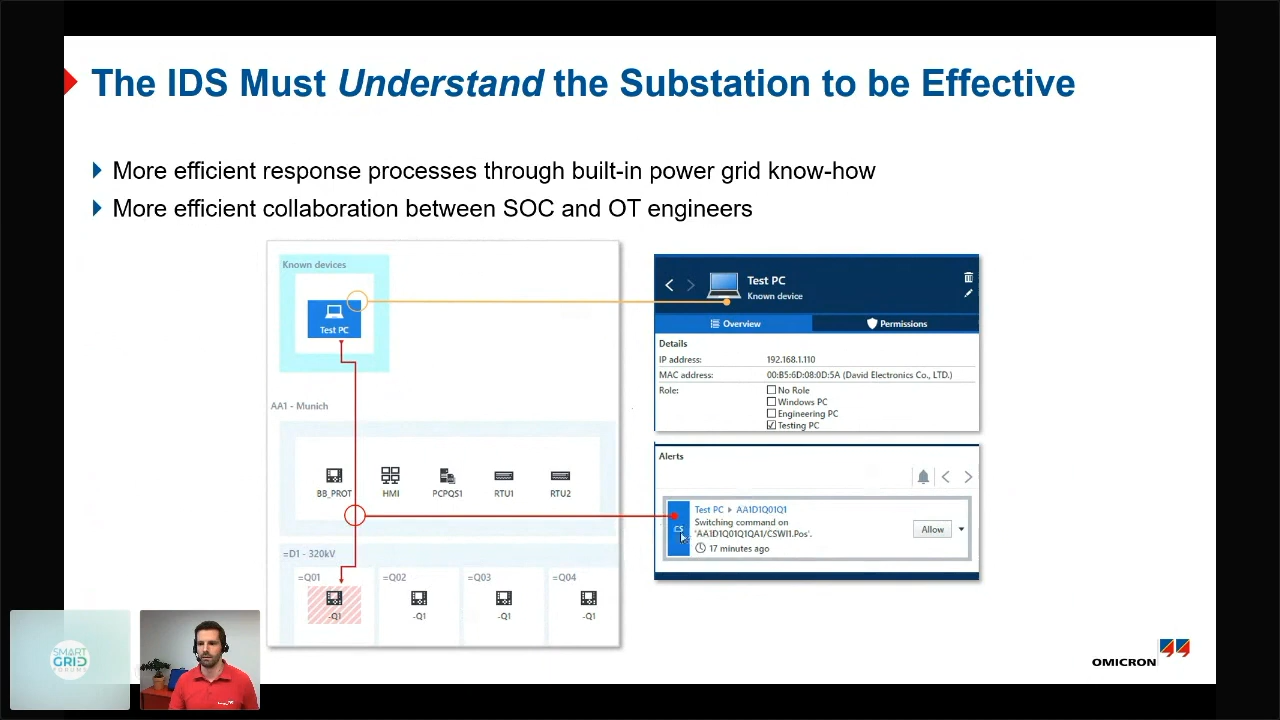 The IDS Must Understand the Substation to be Effective
More efficient response processes through built-in power grid know-how
More efficient collaboration between SOC and OT engineers
Known devices
Test PC
AA1 - Munich
BB_PROT
HMI
PCPQS1
RTU1
RTU2
=D1 - 320kV
=Q01
=Q02
=Q03
=Q04
-Q1
-Q1
-Q1
-Q1
Test PC
Known device
Overview
Permissions
Details
IP address: 192.168.1.110
MAC address: 00:B5:6D:08:0D:5A (David Electronics Co., LTD.)
Role: No Role
Windows PC
Engineering PC
Testing PC
Alerts
CS
Test PC AA1D1Q01Q1
Switching command on
'AA1D1Q01Q1QA1/CSWI1.Pos'.
17 minutes ago
Allow
SMART
GRID
FORUMS
OMICRON